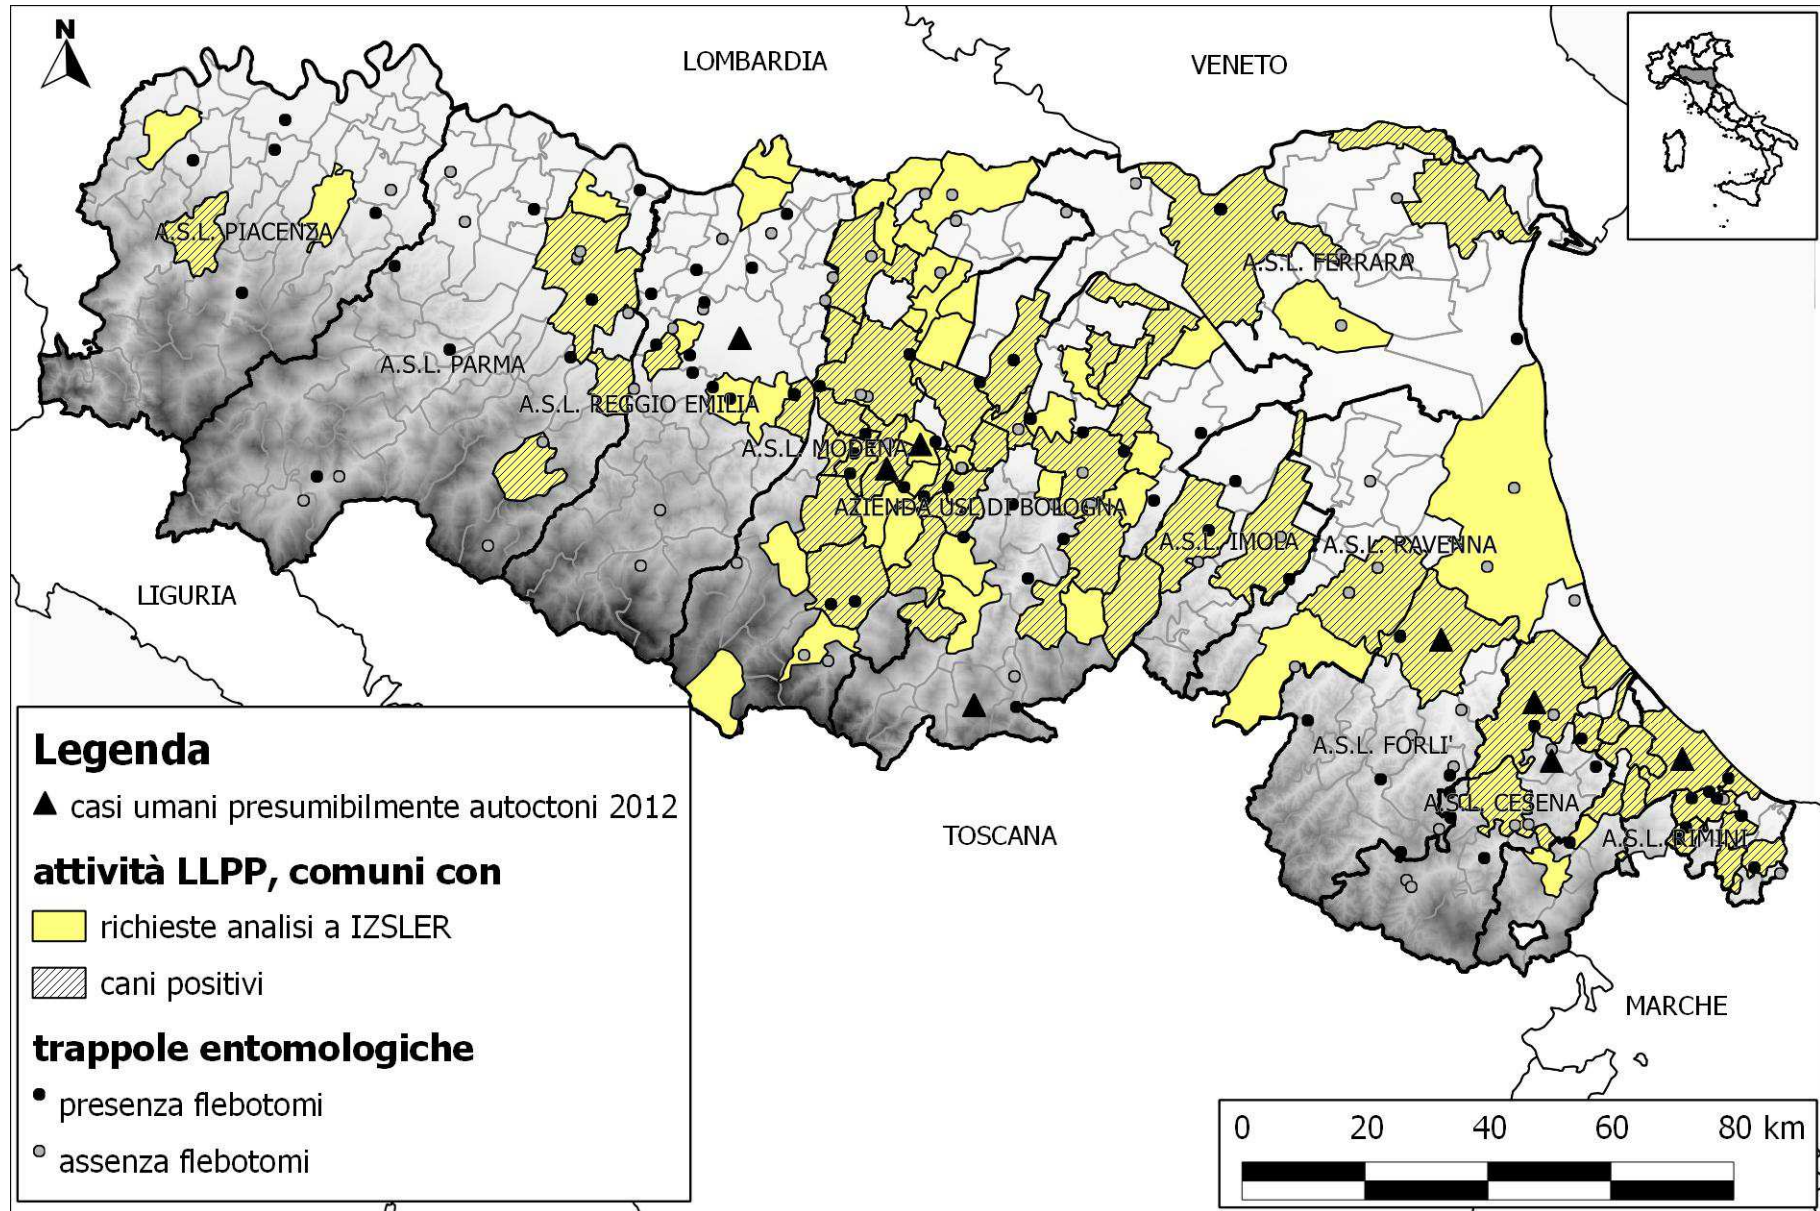 N
LOMBARDIA
VENETO
A.S.L. PIACENZA
A.S.L. FERRARA
A.S.L. PARMA
A.S.L. REGGIO EMILIA
A.S.L. MODENA
AZIENDA USL DI BOLOGNA
A.S.L. IMOLA
A.S.L. RAVENNA
LIGURIA
A.S.L. FORLI'
A.S.L. CESENA
A.S.L. RIMINI
TOSCANA
MARCHE
Legenda
casi umani presumibilmente autoctoni 2012
attività LLPP, comuni con
richieste analisi a IZSLER
cani positivi
trappole entomologiche
presenza flebotomi
assenza flebotomi
0 20 40 60 80 km